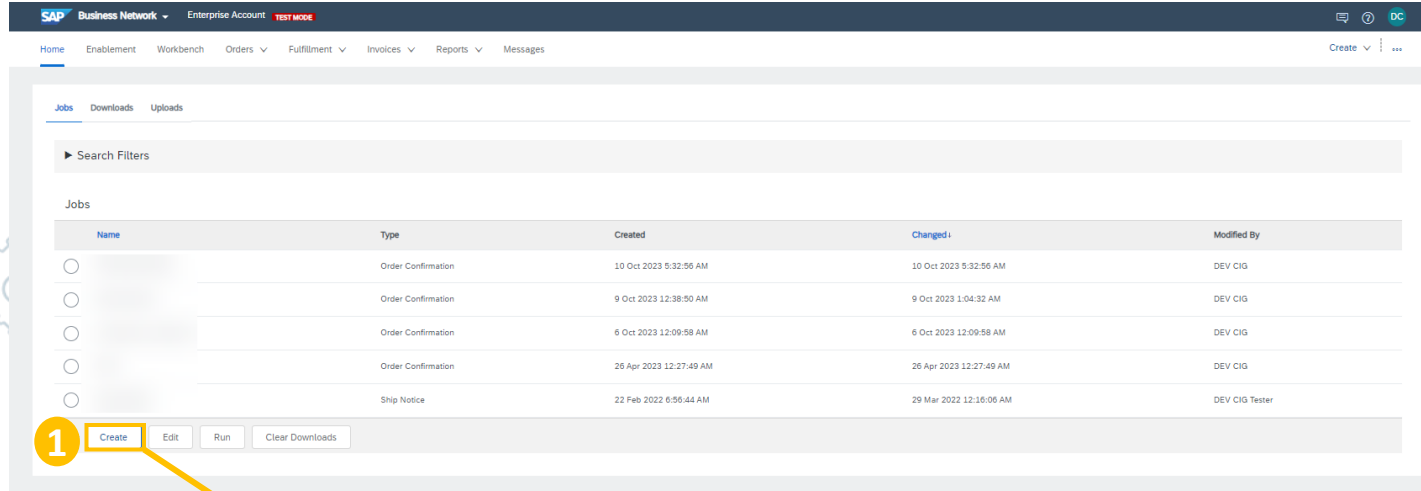 SAP Business Network Enterprise Account TEST MODE DC
Home Enablement Workbench Orders Fulfillment Invoices Reports Messages Create
Jobs Downloads Uploads
Search Filters
Jobs
Name Type Created Changed↓ Modified By
Order Confirmation 10 Oct 2023 5:32:56 AM 10 Oct 2023 5:32:56 AM DEV CIG
Order Confirmation 9 Oct 2023 12:38:50 AM 9 Oct 2023 1:04:32 AM DEV CIG
Order Confirmation 6 Oct 2023 12:09:58 AM 6 Oct 2023 12:09:58 AM DEV CIG
Order Confirmation 26 Apr 2023 12:27:49 AM 26 Apr 2023 12:27:49 AM DEV CIG
Ship Notice 22 Feb 2022 6:56:44 AM 29 Mar 2022 12:16:06 AM DEV CIG Tester
1 Create Edit Run Clear Downloads